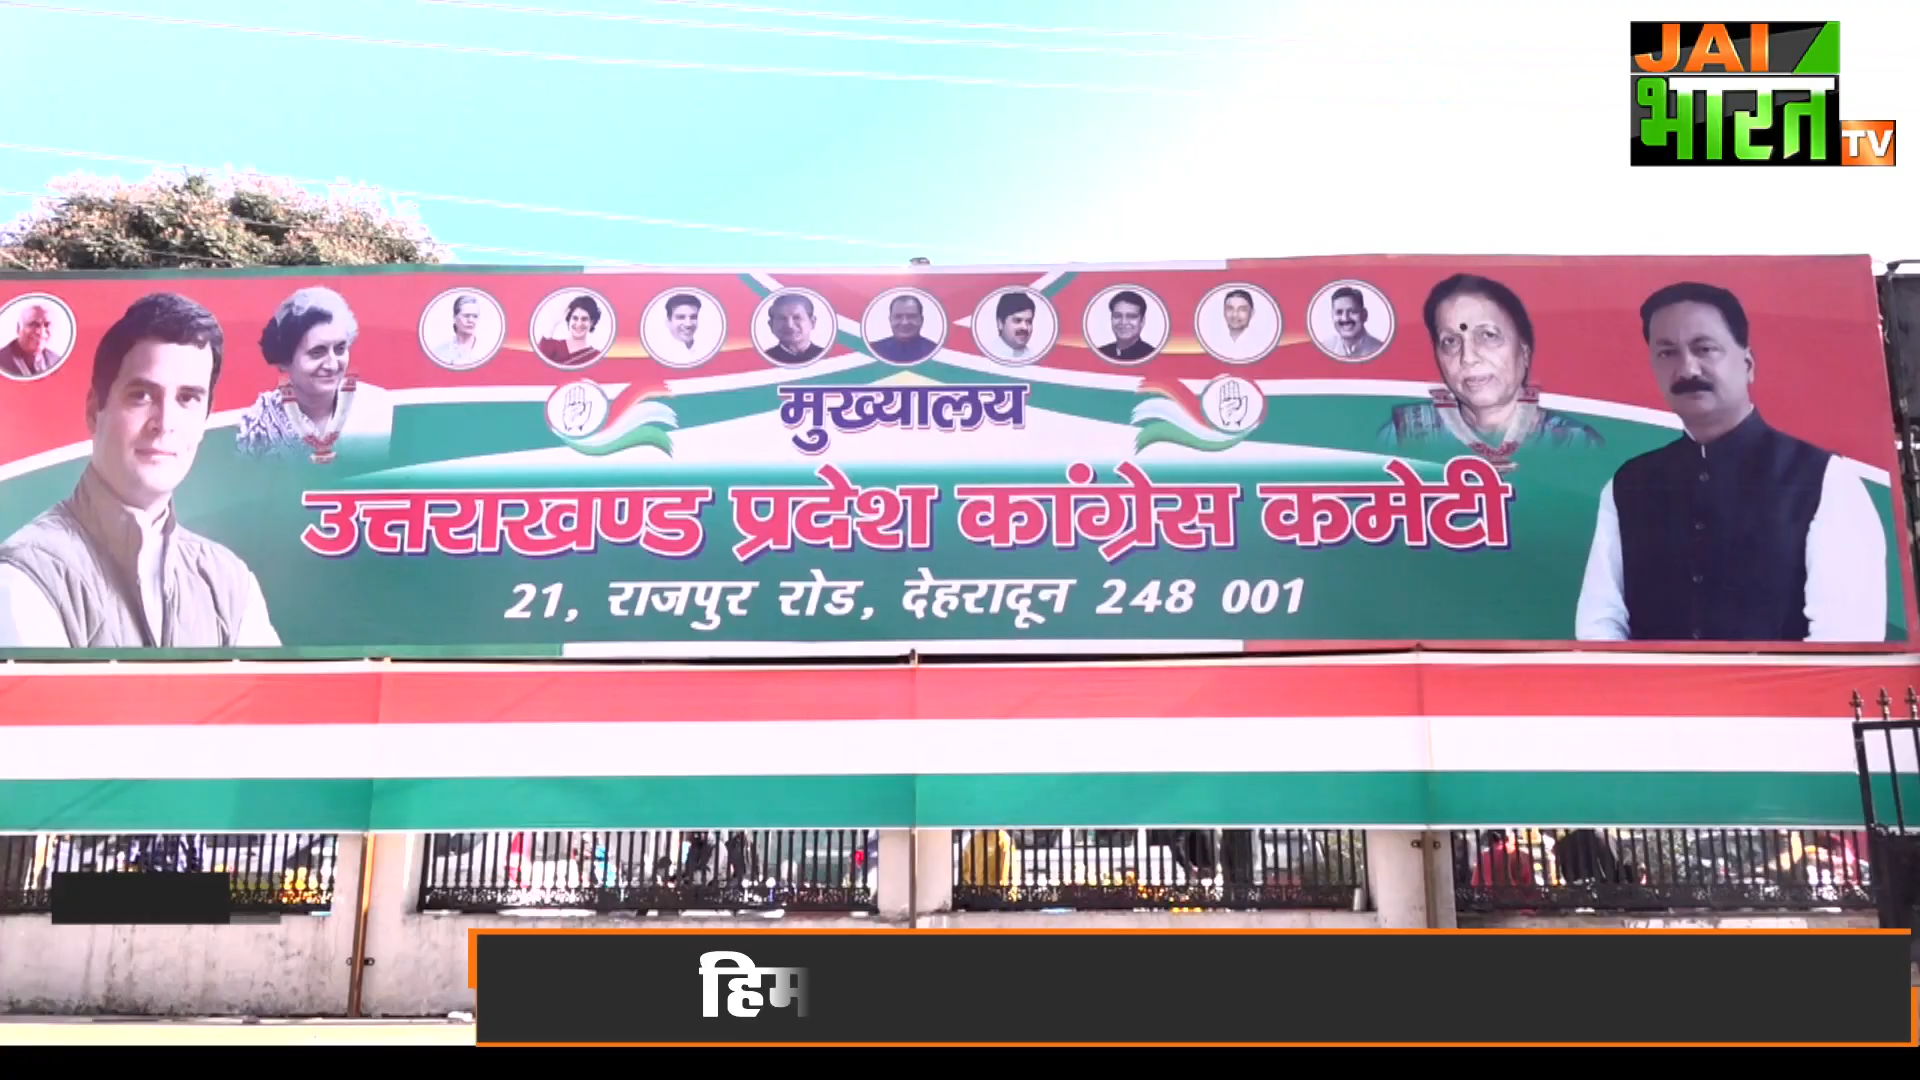 JAI
भारत
TV
मुख्यालय
उत्तराखण्ड प्रदेश कांग्रेस कमेटी
21, राजपुर रोड, देहरादून 248 001